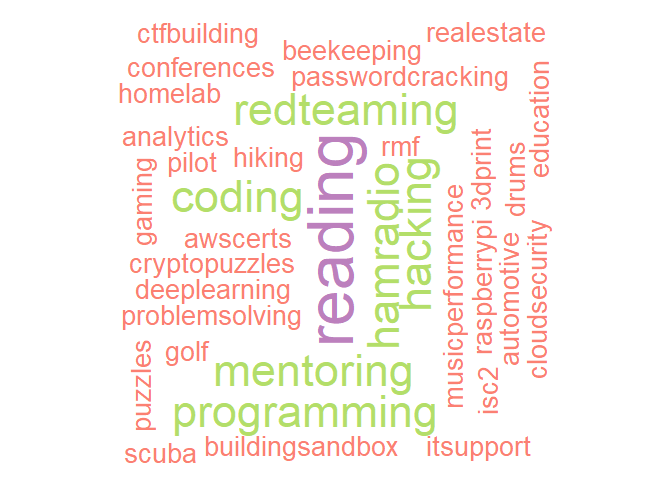 ctfbuilding
realestate
beekeeping
conferences
passwordcracking
homelab
redteaming
analytics
rmf
pilot
hiking
gaming
coding
reading
hamradio
hacking
musicperformance
raspberrypi
3dprint
drums
education
awscerts
cryptopuzzles
deeplearning
problemsolving
isc2
automotive
cloudsecurity
puzzles
golf
mentoring
programming
scuba
buildingsandbox
itsupport